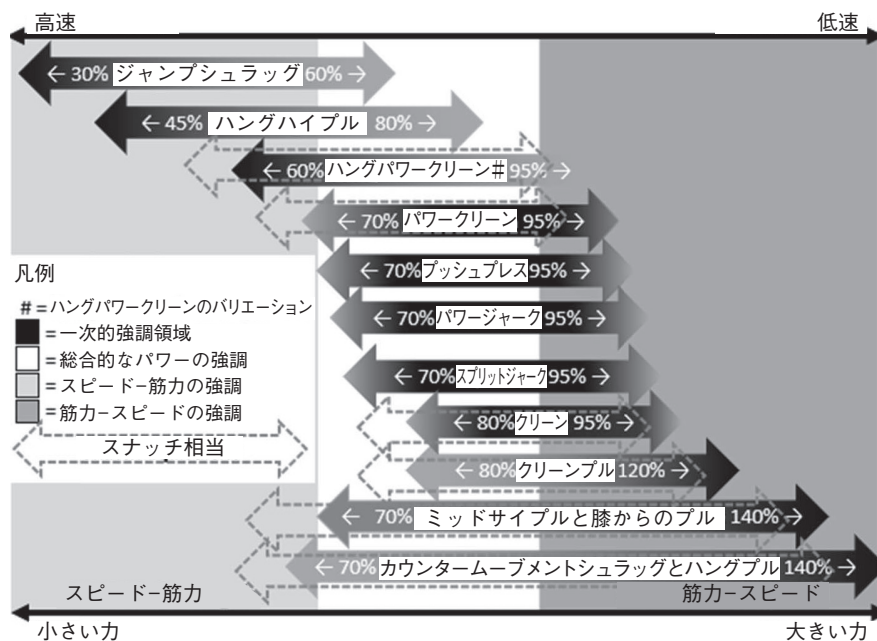 高速 低速
← 30% ジャンプシュラッグ 60% →
← 45% ハングハイプル 80% →
← 60% ハングパワークリーン# 95% →
← 70% パワークリーン 95% →
← 70% プッシュプレス 95% →
← 70% パワージャーク 95% →
← 70% スプリットジャーク 95% →
← 80% クリーン 95% →
← 80% クリーンプル 120% →
← 70% ミッドサイプルと膝からのプル 140% →
← 70% カウンタームーブメントシュラッグとハングプル 140% →
凡例
# = ハングパワークリーンのバリエーション
= 一次的強調領域
= 総合的なパワーの強調
= スピード−筋力の強調
= 筋力−スピードの強調
スナッチ相当
スピード−筋力 筋力−スピード
小さい力 大きい力